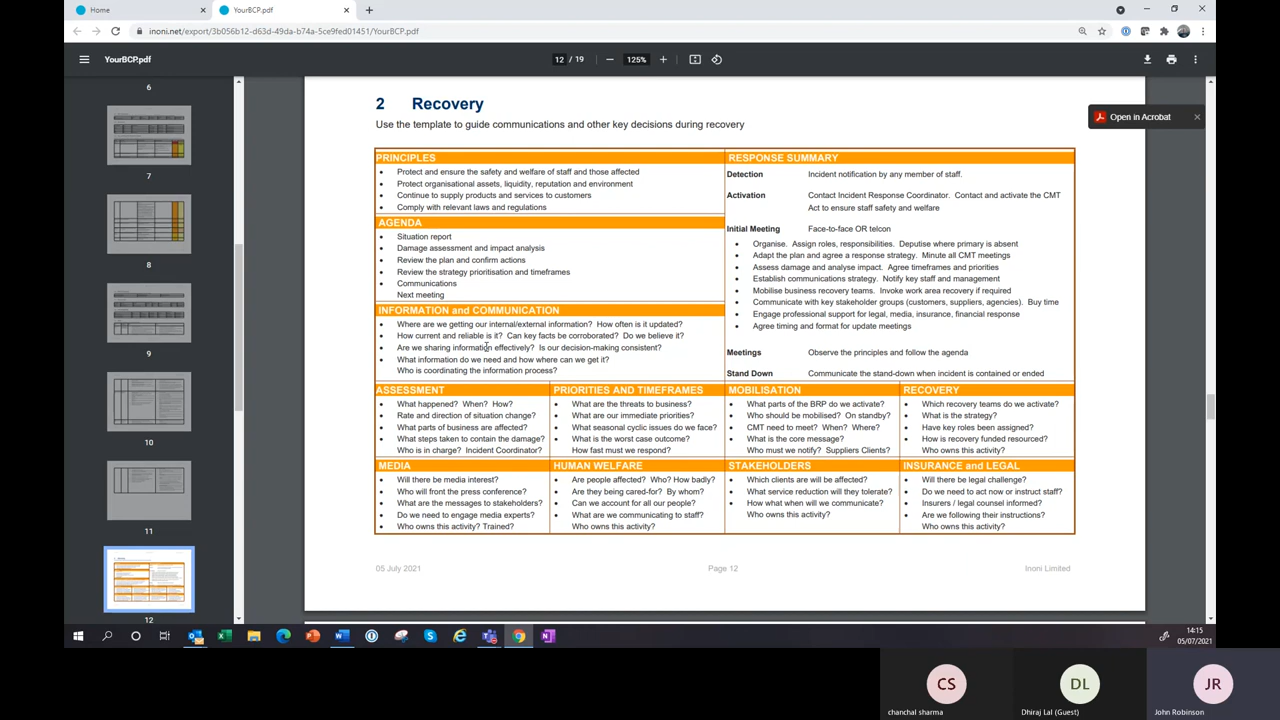 Home
YourBCP.pdf
inoni.net/export/3b056b12-d63d-49da-b74a-5ce9fed01451/YourBCP.pdf
YourBCP.pdf
12 / 19
125%
Open in Acrobat
6
7
8
9
10
11
12
2 Recovery
Use the template to guide communications and other key decisions during recovery
PRINCIPLES
Protect and ensure the safety and welfare of staff and those affected
Protect organisational assets, liquidity, reputation and environment
Continue to supply products and services to customers
Comply with relevant laws and regulations
AGENDA
Situation report
Damage assessment and impact analysis
Review the plan and confirm actions
Review the strategy prioritisation and timeframes
Communications
Next meeting
INFORMATION and COMMUNICATION
Where are we getting our internal/external information? How often is it updated?
How current and reliable is it? Can key facts be corroborated? Do we believe it?
Are we sharing information effectively? Is our decision-making consistent?
What information do we need and how where can we get it?
Who is coordinating the information process?
RESPONSE SUMMARY
Detection Incident notification by any member of staff.
Activation Contact Incident Response Coordinator. Contact and activate the CMT
Act to ensure staff safety and welfare
Initial Meeting Face-to-face OR telcon
Organise. Assign roles, responsibilities. Deputise where primary is absent
Adapt the plan and agree a response strategy. Minute all CMT meetings
Assess damage and analyse impact. Agree timeframes and priorities
Establish communications strategy. Notify key staff and management
Mobilise business recovery teams. Invoke work area recovery if required
Communicate with key stakeholder groups (customers, suppliers, agencies). Buy time
Engage professional support for legal, media, insurance, financial response
Agree timing and format for update meetings
Meetings Observe the principles and follow the agenda
Stand Down Communicate the stand-down when incident is contained or ended
ASSESSMENT
What happened? When? How?
Rate and direction of situation change?
What parts of business are affected?
What steps taken to contain the damage?
Who is in charge? Incident Coordinator?
PRIORITIES AND TIMEFRAMES
What are the threats to business?
What are our immediate priorities?
What seasonal cyclic issues do we face?
What is the worst case outcome?
How fast must we respond?
MOBILISATION
What parts of the BRP do we activate?
Who should be mobilised? On standby?
CMT need to meet? When? Where?
What is the core message?
Who must we notify? Suppliers Clients?
RECOVERY
Which recovery teams do we activate?
What is the strategy?
Have key roles been assigned?
How is recovery funded resourced?
Who owns this activity?
MEDIA
Will there be media interest?
Who will front the press conference?
What are the messages to stakeholders?
Do we need to engage media experts?
Who owns this activity? Trained?
HUMAN WELFARE
Are people affected? Who? How badly?
Are they being cared-for? By whom?
Can we account for all our people?
What are we communicating to staff?
Who owns this activity?
STAKEHOLDERS
Which clients are will be affected?
What service reduction will they tolerate?
How what when will we communicate?
Who owns this activity?
INSURANCE and LEGAL
Will there be legal challenge?
Do we need to act now or instruct staff?
Insurers / legal counsel informed?
Are we following their instructions?
Who owns this activity?
05 July 2021 Page 12 Inoni Limited
14:15
05/07/2021
CS
DL
JR
chanchal sharma
Dhiraj Lal (Guest)
John Robinson